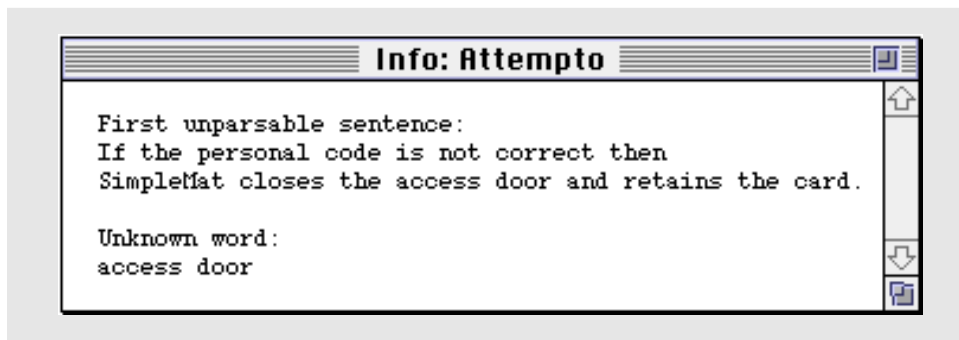 Info: Attempto
First unparsable sentence:
If the personal code is not correct then
SimpleMat closes the access door and retains the card.
Unknown word:
access door